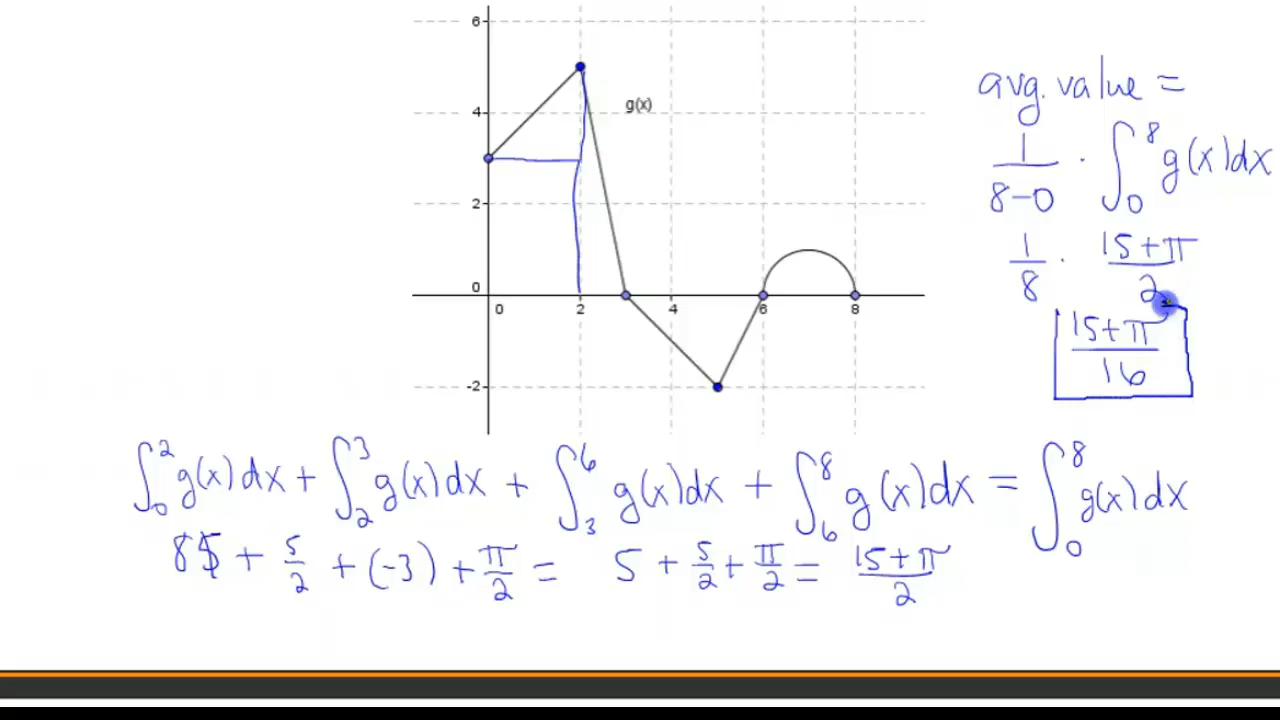 6
4
g(x)
2
0
0 2 4 6 8
-2
avg. value =
1/(8-0) · ∫₀⁸ g(x)dx
1/8 · (15+π)/2
(15+π)/16
∫₀² g(x)dx + ∫₂³ g(x)dx + ∫₃⁶ g(x)dx + ∫₆⁸ g(x)dx = ∫₀⁸ g(x)dx
8 + 5/2 + (-3) + π/2 = 5 + 5/2 + π/2 = (15+π)/2